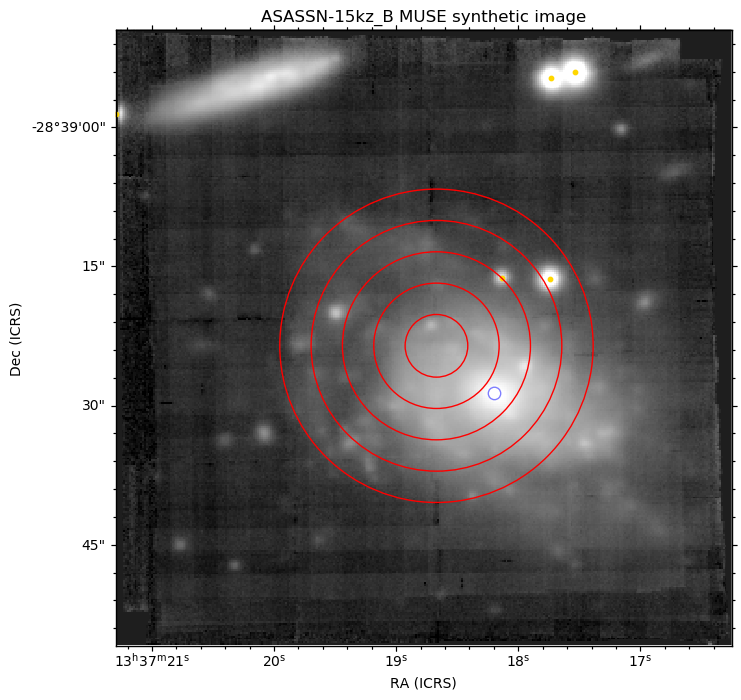 ASASSN-15kz_B MUSE synthetic image
-28°39'00"
15"
30"
45"
Dec (ICRS)
13ʰ37ᵐ21ˢ 20ˢ 19ˢ 18ˢ 17ˢ
RA (ICRS)